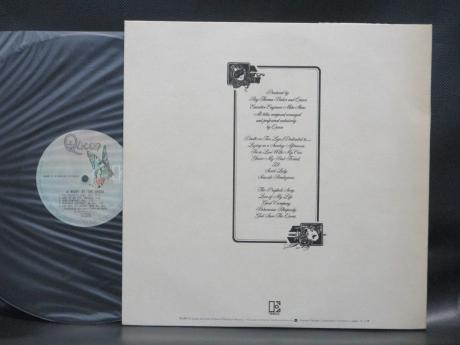 Queen
A NIGHT AT THE OPERA
Produced by
Roy Thomas Baker and Queen
Executive Engineer Mike Stone
All titles composed arranged
and performed exclusively
by Queen
Death on Two Legs (Dedicated to......
Lazing on a Sunday Afternoon
I'm in Love With My Car
You're My Best Friend
'39
Sweet Lady
Seaside Rendezvous
The Prophet's Song
Love of My Life
Good Company
Bohemian Rhapsody
God Save The Queen